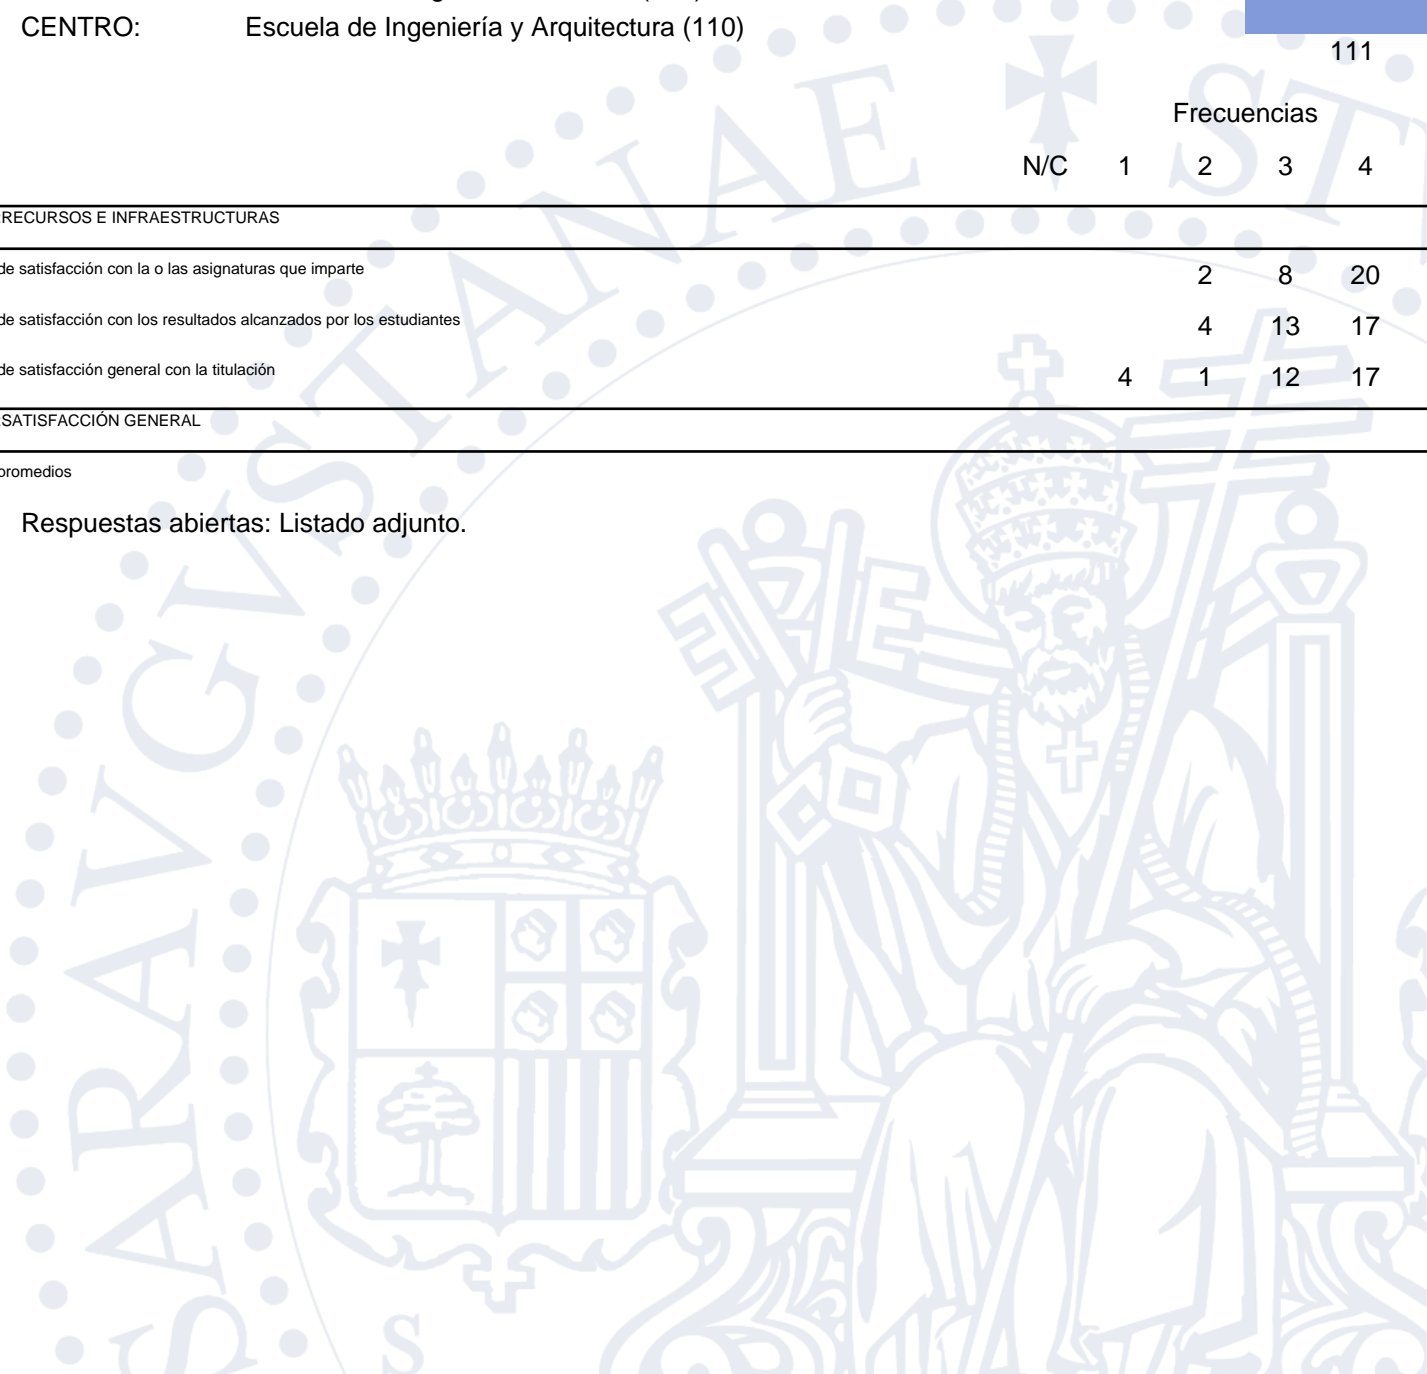 CENTRO: Escuela de Ingeniería y Arquitectura (110)
111
Frecuencias
N/C 1 2 3 4
RECURSOS E INFRAESTRUCTURAS
de satisfacción con la o las asignaturas que imparte 2 8 20
de satisfacción con los resultados alcanzados por los estudiantes 4 13 17
de satisfacción general con la titulación 4 1 12 17
SATISFACCIÓN GENERAL
promedios
Respuestas abiertas: Listado adjunto.